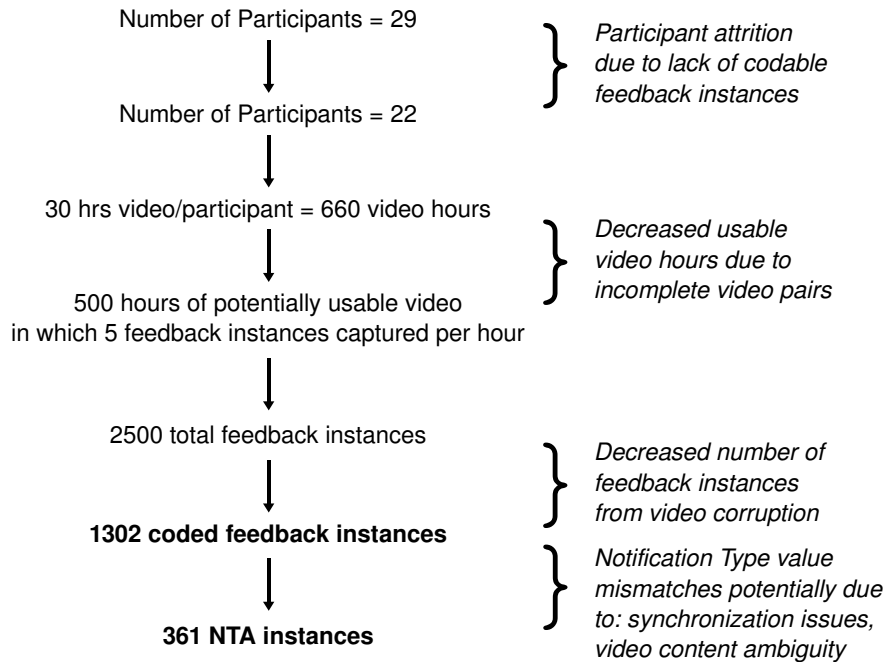 Number of Participants = 29
Participant attrition
due to lack of codable
feedback instances
Number of Participants = 22
30 hrs video/participant = 660 video hours
Decreased usable
video hours due to
incomplete video pairs
500 hours of potentially usable video
in which 5 feedback instances captured per hour
2500 total feedback instances
Decreased number of
feedback instances
from video corruption
1302 coded feedback instances
Notification Type value
mismatches potentially due
to: synchronization issues,
video content ambiguity
361 NTA instances